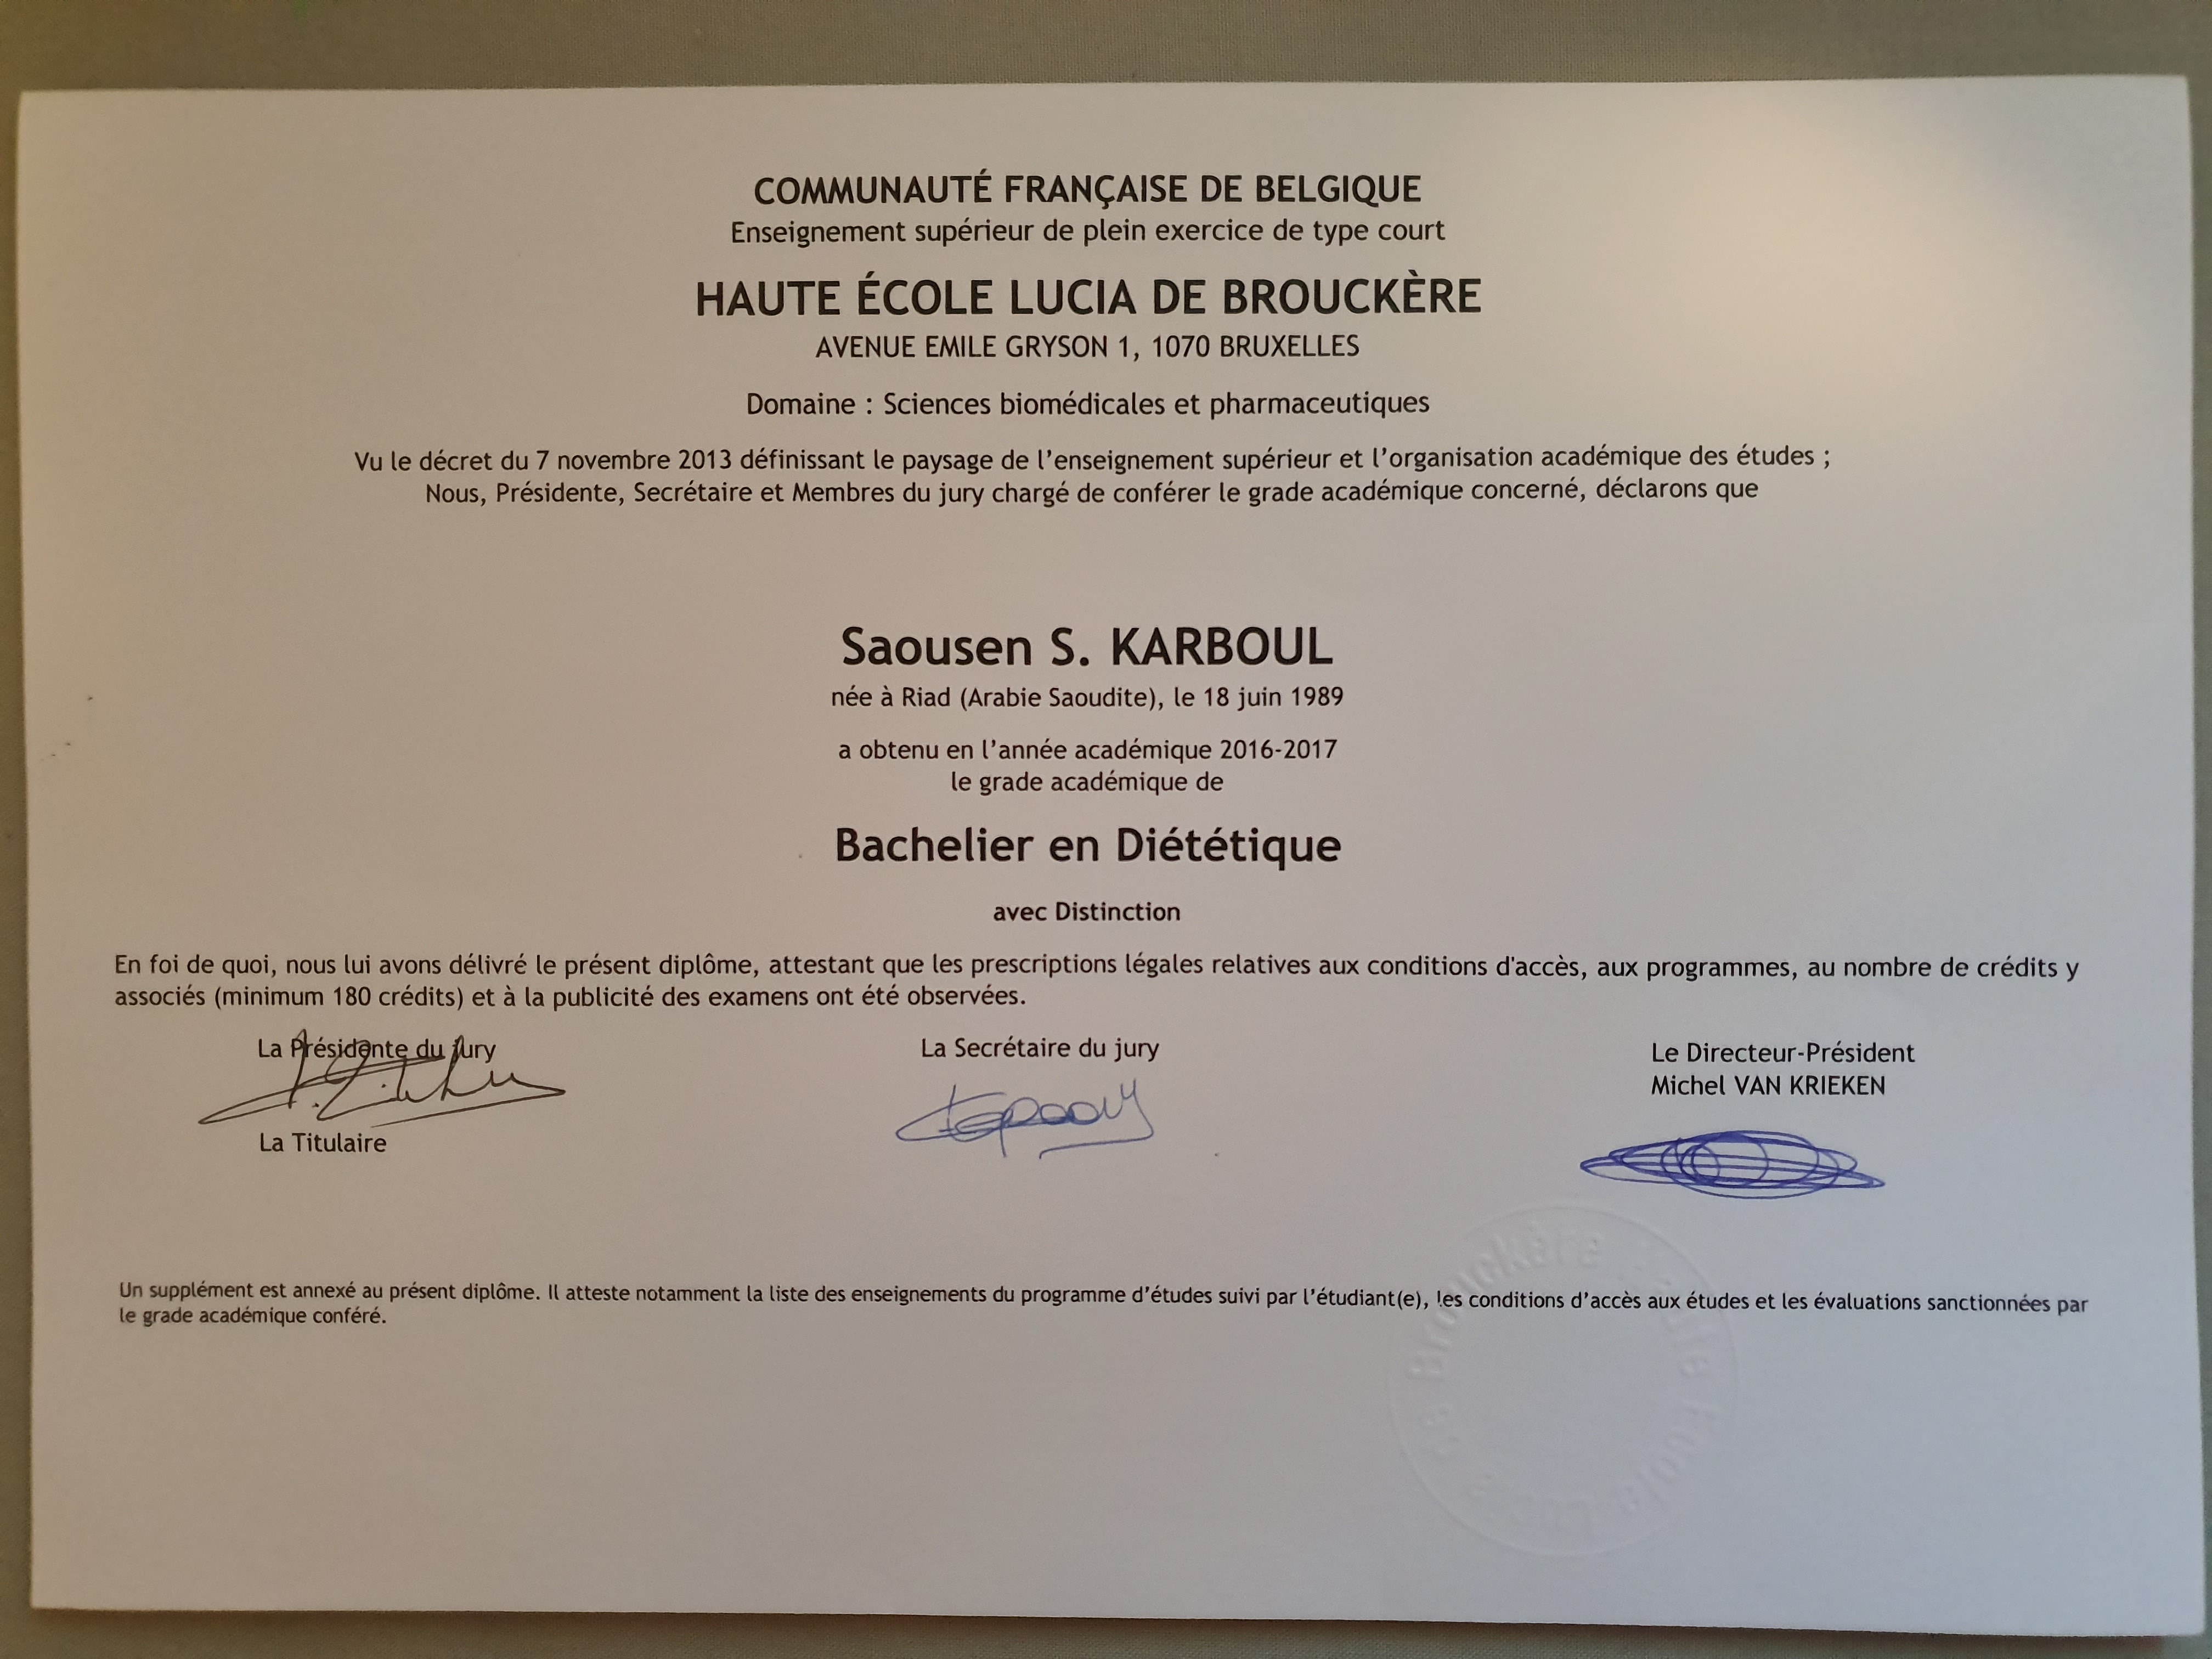 COMMUNAUTÉ FRANÇAISE DE BELGIQUE
Enseignement supérieur de plein exercice de type court
HAUTE ÉCOLE LUCIA DE BROUCKÈRE
AVENUE EMILE GRYSON 1, 1070 BRUXELLES
Domaine : Sciences biomédicales et pharmaceutiques
Vu le décret du 7 novembre 2013 définissant le paysage de l'enseignement supérieur et l'organisation académique des études ;
Nous, Présidente, Secrétaire et Membres du jury chargé de conférer le grade académique concerné, déclarons que
Saousen S. KARBOUL
née à Riad (Arabie Saoudite), le 18 juin 1989
a obtenu en l'année académique 2016-2017
le grade académique de
Bachelier en Diététique
avec Distinction
En foi de quoi, nous lui avons délivré le présent diplôme, attestant que les prescriptions légales relatives aux conditions d'accès, aux programmes, au nombre de crédits y
associés (minimum 180 crédits) et à la publicité des examens ont été observées.
La Présidente du jury
La Secrétaire du jury
Le Directeur-Président
Michel VAN KRIEKEN
La Titulaire
Un supplément est annexé au présent diplôme. Il atteste notamment la liste des enseignements du programme d'études suivi par l'étudiant(e), les conditions d'accès aux études et les évaluations sanctionnées par
le grade académique conféré.